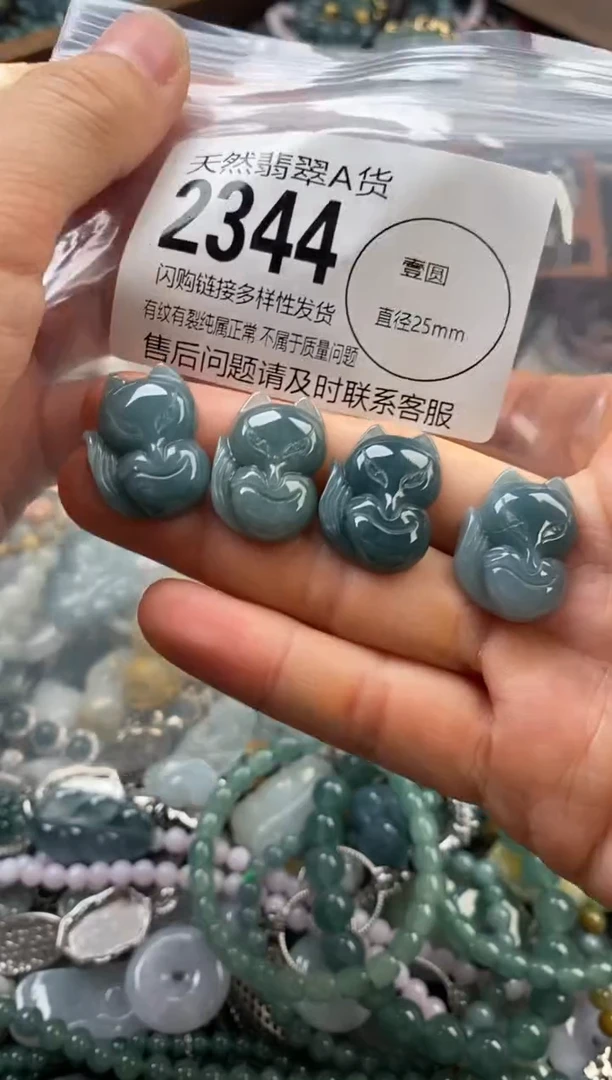 天然翡翠A货
2344
壹圆
直径25mm
闪购链接多样性发货
有纹有裂纯属正常 不属于质量问题
售后问题请及时联系客服